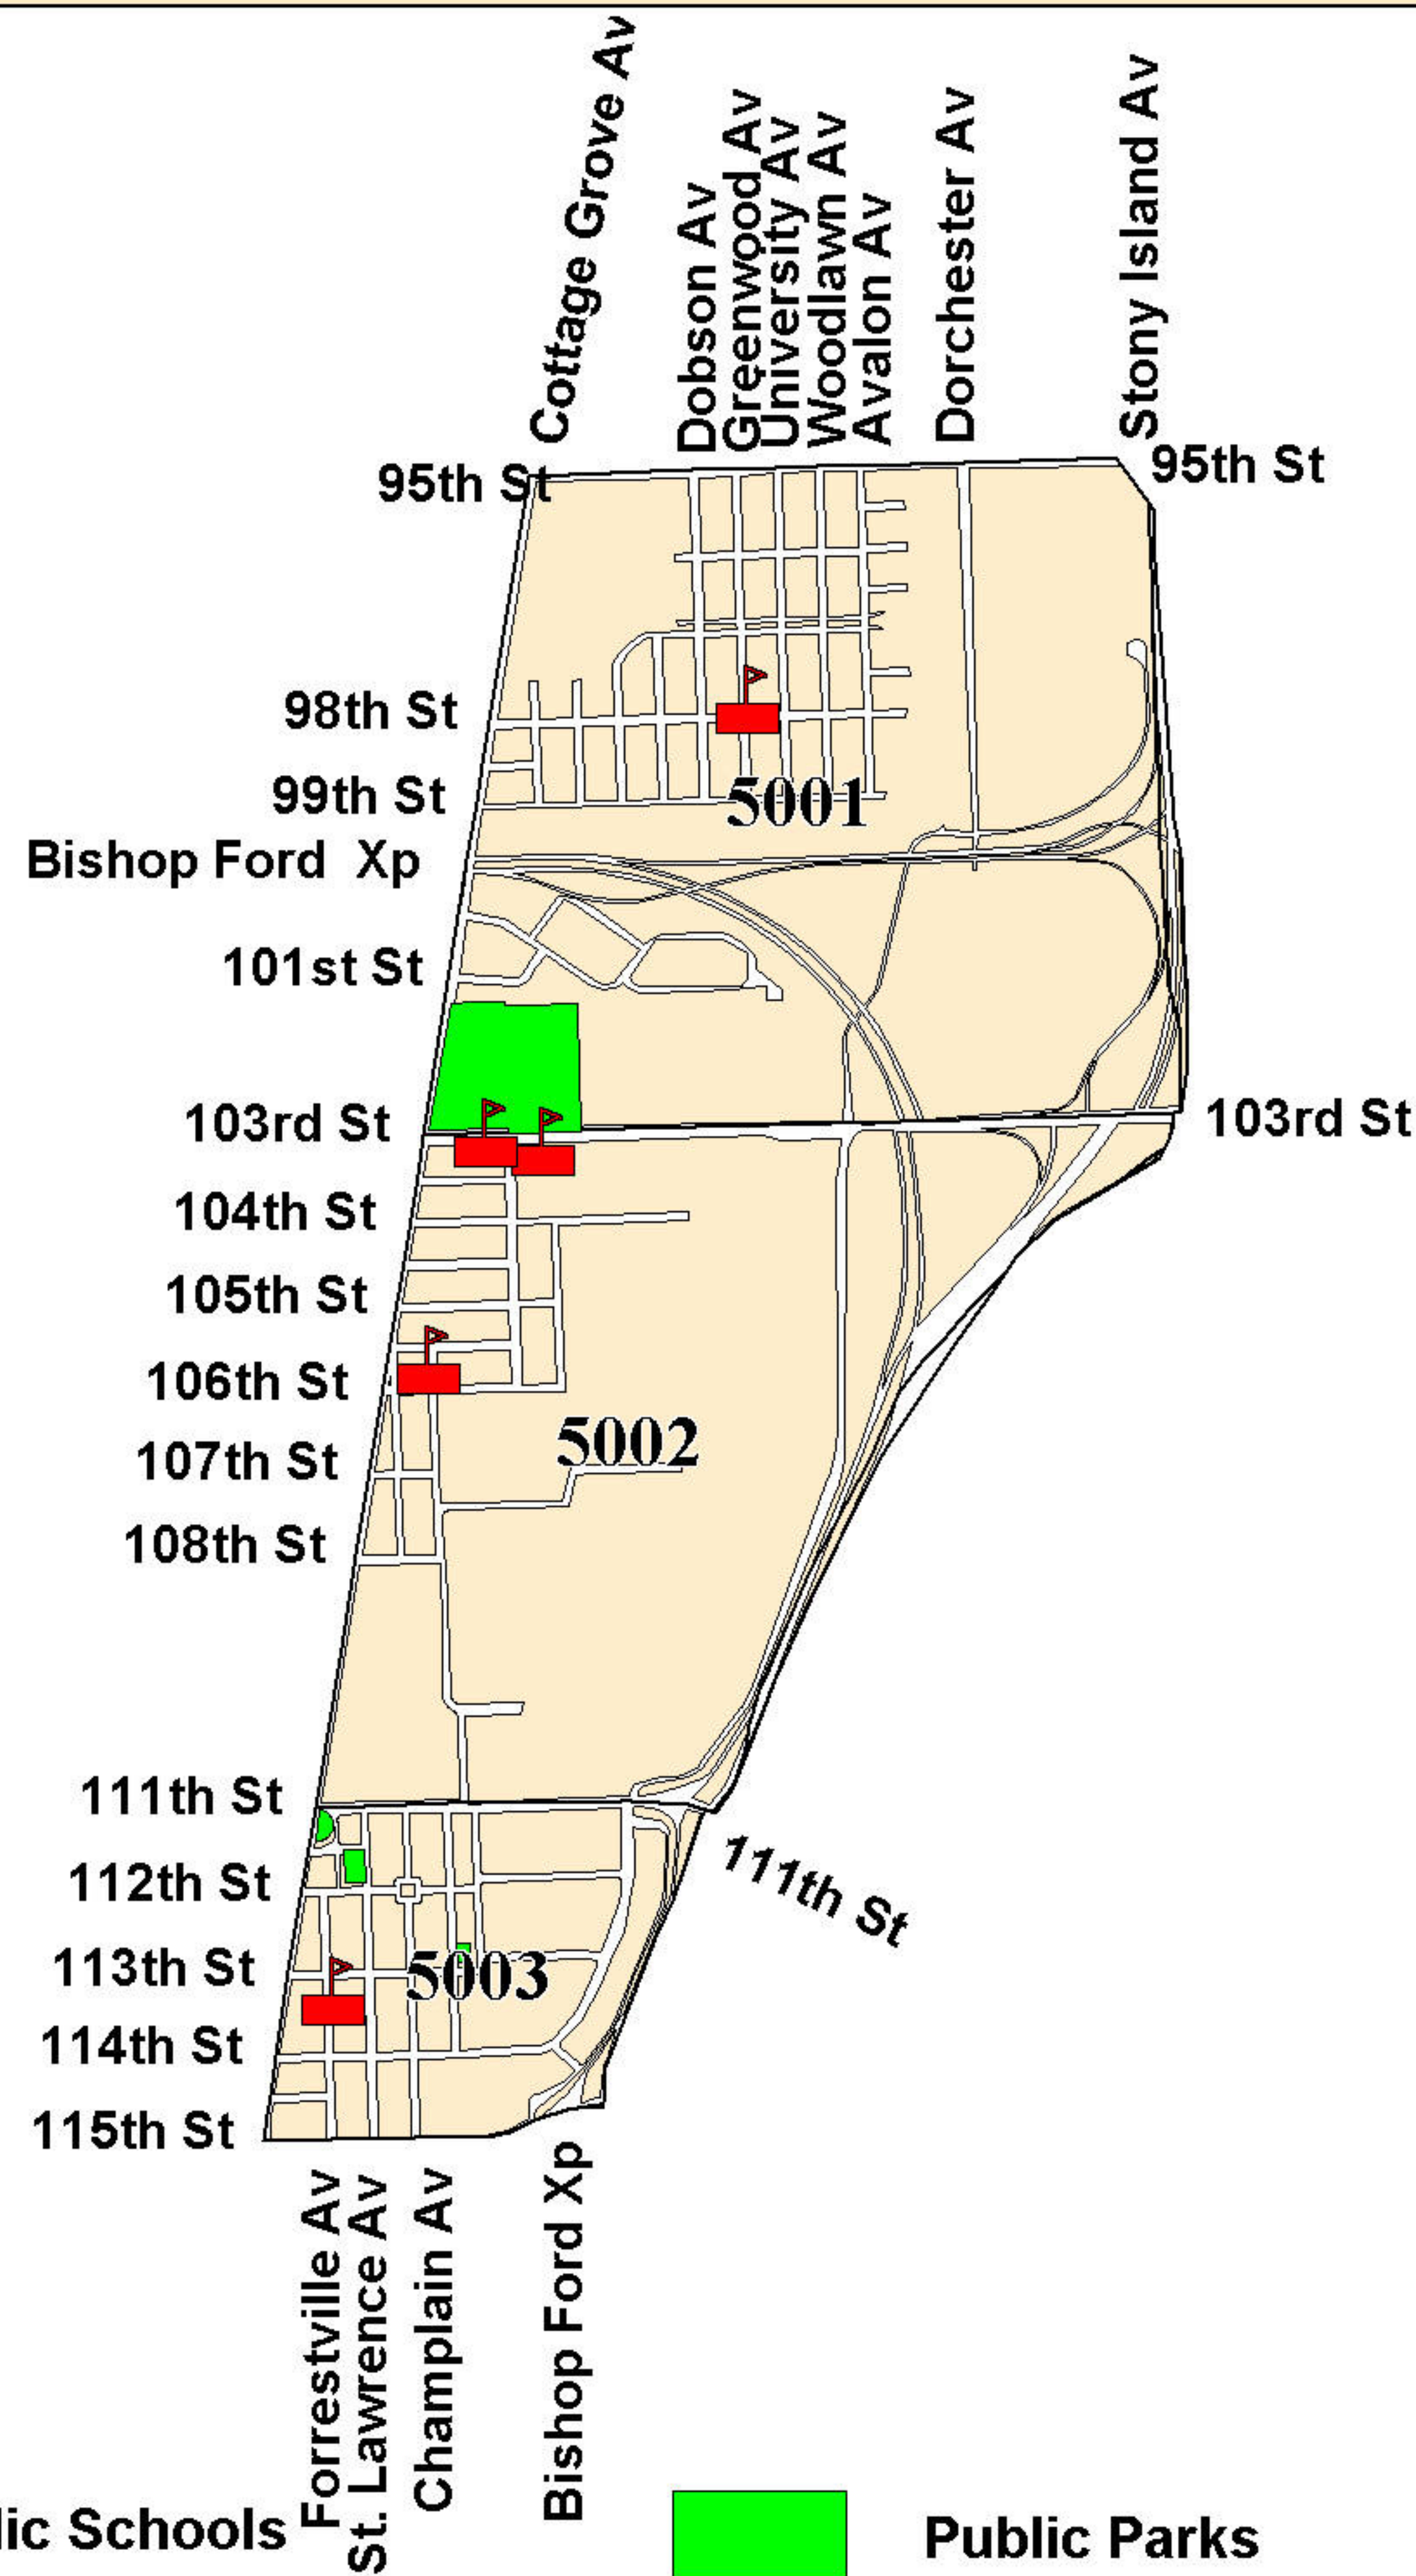 Cottage Grove Av
Dobson Av
Greenwood Av
University Av
Woodlawn Av
Avalon Av
Dorchester Av
Stony Island Av
95th St
95th St
98th St
99th St
5001
Bishop Ford Xp
101st St
103rd St
103rd St
104th St
105th St
106th St
5002
107th St
108th St
111th St
111th St
112th St
113th St
5003
114th St
115th St
Forrestville Av
St. Lawrence Av
Champlain Av
Bishop Ford Xp
lic Schools
Public Parks